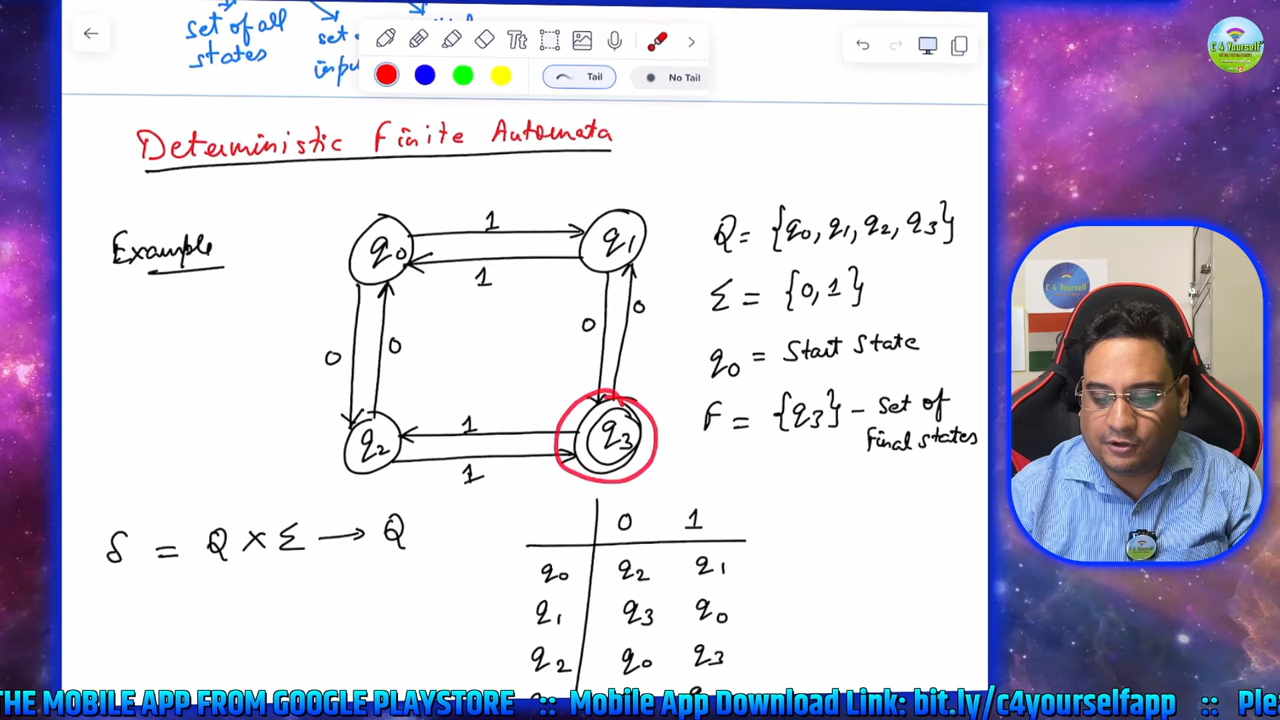 set of all
states
set
inpu
Tt
Tail
No Tail
C 4 Yourself
Deterministic Finite Automata
Example
q0
1
q1
1
0
0
0
0
q2
1
q3
1
Q = {q0, q1, q2, q3}
Σ = {0, 1}
q0 = Start State
F = {q3} - Set of
Final States
δ = Q × Σ → Q
0 1
q0 q2 q1
q1 q3 q0
q2 q0 q3
C 4 Yourself
THE MOBILE APP FROM GOOGLE PLAYSTORE :: Mobile App Download Link: bit.ly/c4yourselfapp :: Ple